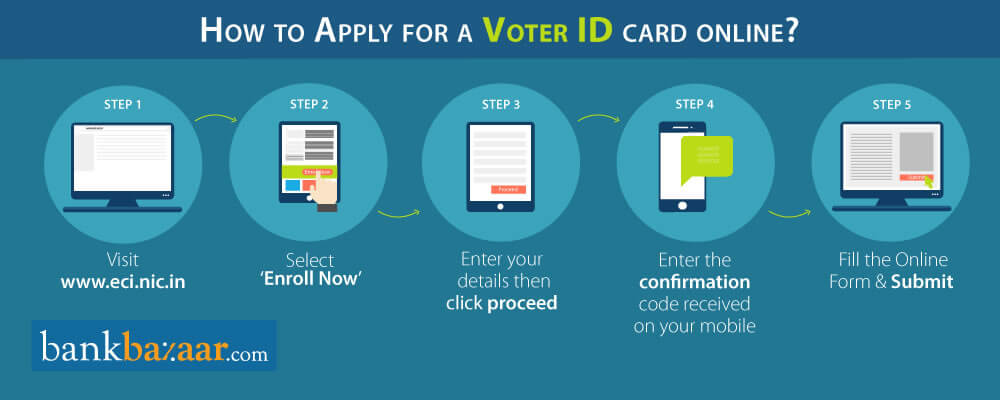 How to Apply for a Voter ID card online?
STEP 1
STEP 2
STEP 3
STEP 4
STEP 5
Proceed
Visit
www.eci.nic.in
Select
‘Enroll Now’
Enter your
details then
click proceed
Enter the
confirmation
code received
on your mobile
Fill the Online
Form & Submit
bankbazaar.com